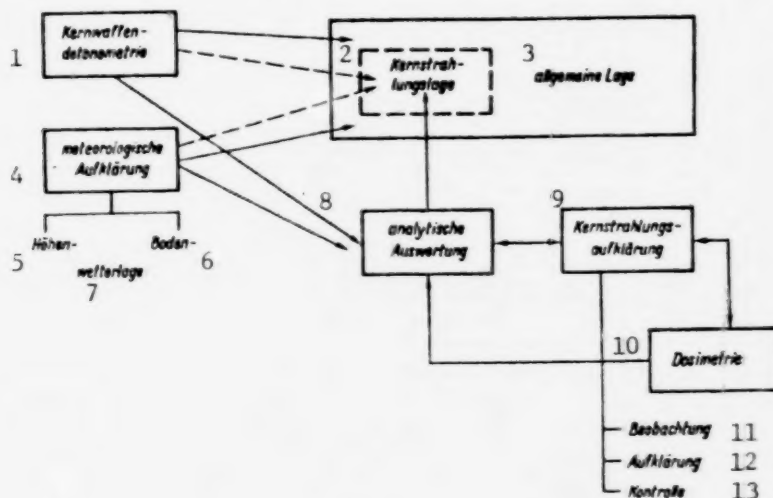 1
Kernwaffen-
detonometrie
2
Kernstrah-
lungslage
3
allgemeine Lage
4
meteorologische
Aufklärung
5
Höhen-
Boden-
6
wetterlage
7
8
analytische
Auswertung
9
Kernstrahlungs-
aufklärung
10
Dosimetrie
Beobachtung 11
Aufklärung 12
Kontrolle 13